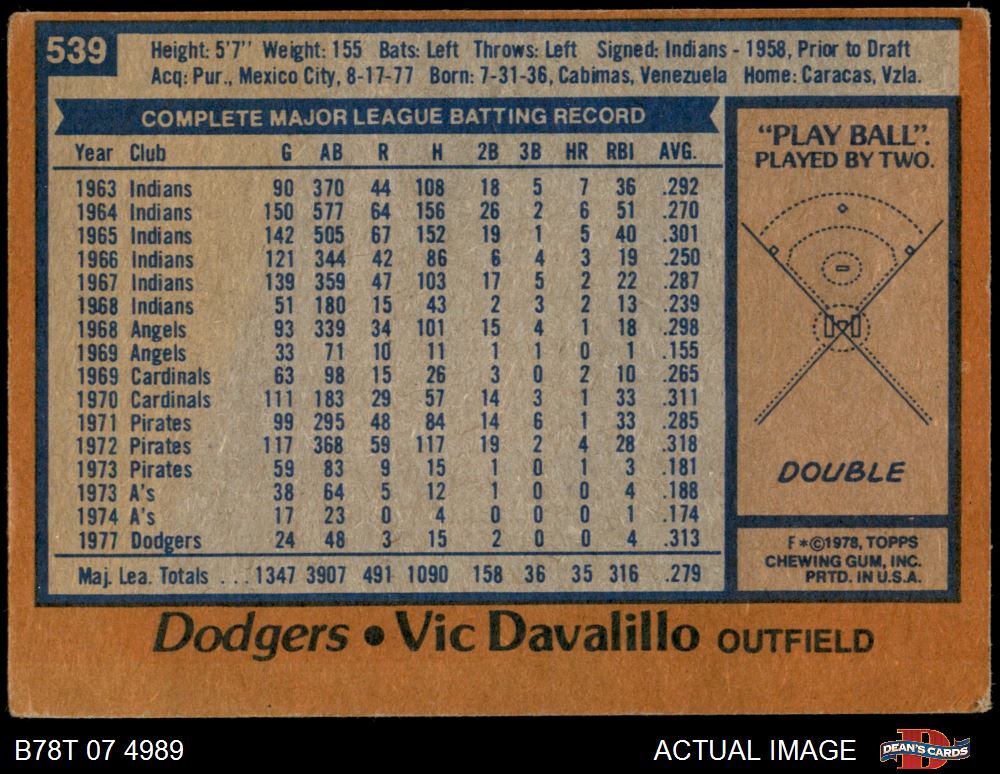 539
Height: 5'7" Weight: 155 Bats: Left Throws: Left Signed: Indians - 1958, Prior to Draft
Acq: Pur., Mexico City, 8-17-77 Born: 7-31-36, Cabimas, Venezuela Home: Caracas, Vzla.
COMPLETE MAJOR LEAGUE BATTING RECORD
Year Club G AB R H 2B 3B HR RBI AVG.
1963 Indians 90 370 44 108 18 5 7 36 .292
1964 Indians 150 577 64 156 26 2 6 51 .270
1965 Indians 142 505 67 152 19 1 5 40 .301
1966 Indians 121 344 42 86 6 4 3 19 .250
1967 Indians 139 359 47 103 17 5 2 22 .287
1968 Indians 51 180 15 43 2 3 2 13 .239
1968 Angels 93 339 34 101 15 4 1 18 .298
1969 Angels 33 71 10 11 1 1 0 1 .155
1969 Cardinals 63 98 15 26 3 0 2 10 .265
1970 Cardinals 111 183 29 57 14 3 1 33 .311
1971 Pirates 99 295 48 84 14 6 1 33 .285
1972 Pirates 117 368 59 117 19 2 4 28 .318
1973 Pirates 59 83 9 15 1 0 1 3 .181
1973 A's 38 64 5 12 1 0 0 4 .188
1974 A's 17 23 0 4 0 0 0 1 .174
1977 Dodgers 24 48 3 15 2 0 0 4 .313
Maj. Lea. Totals ... 1347 3907 491 1090 158 36 35 316 .279
"PLAY BALL".
PLAYED BY TWO.
DOUBLE
F*©1978, TOPPS
CHEWING GUM, INC.
PRTD. IN U.S.A.
Dodgers • Vic Davalillo OUTFIELD
B78T 07 4989
ACTUAL IMAGE
D
DEAN'S CARDS